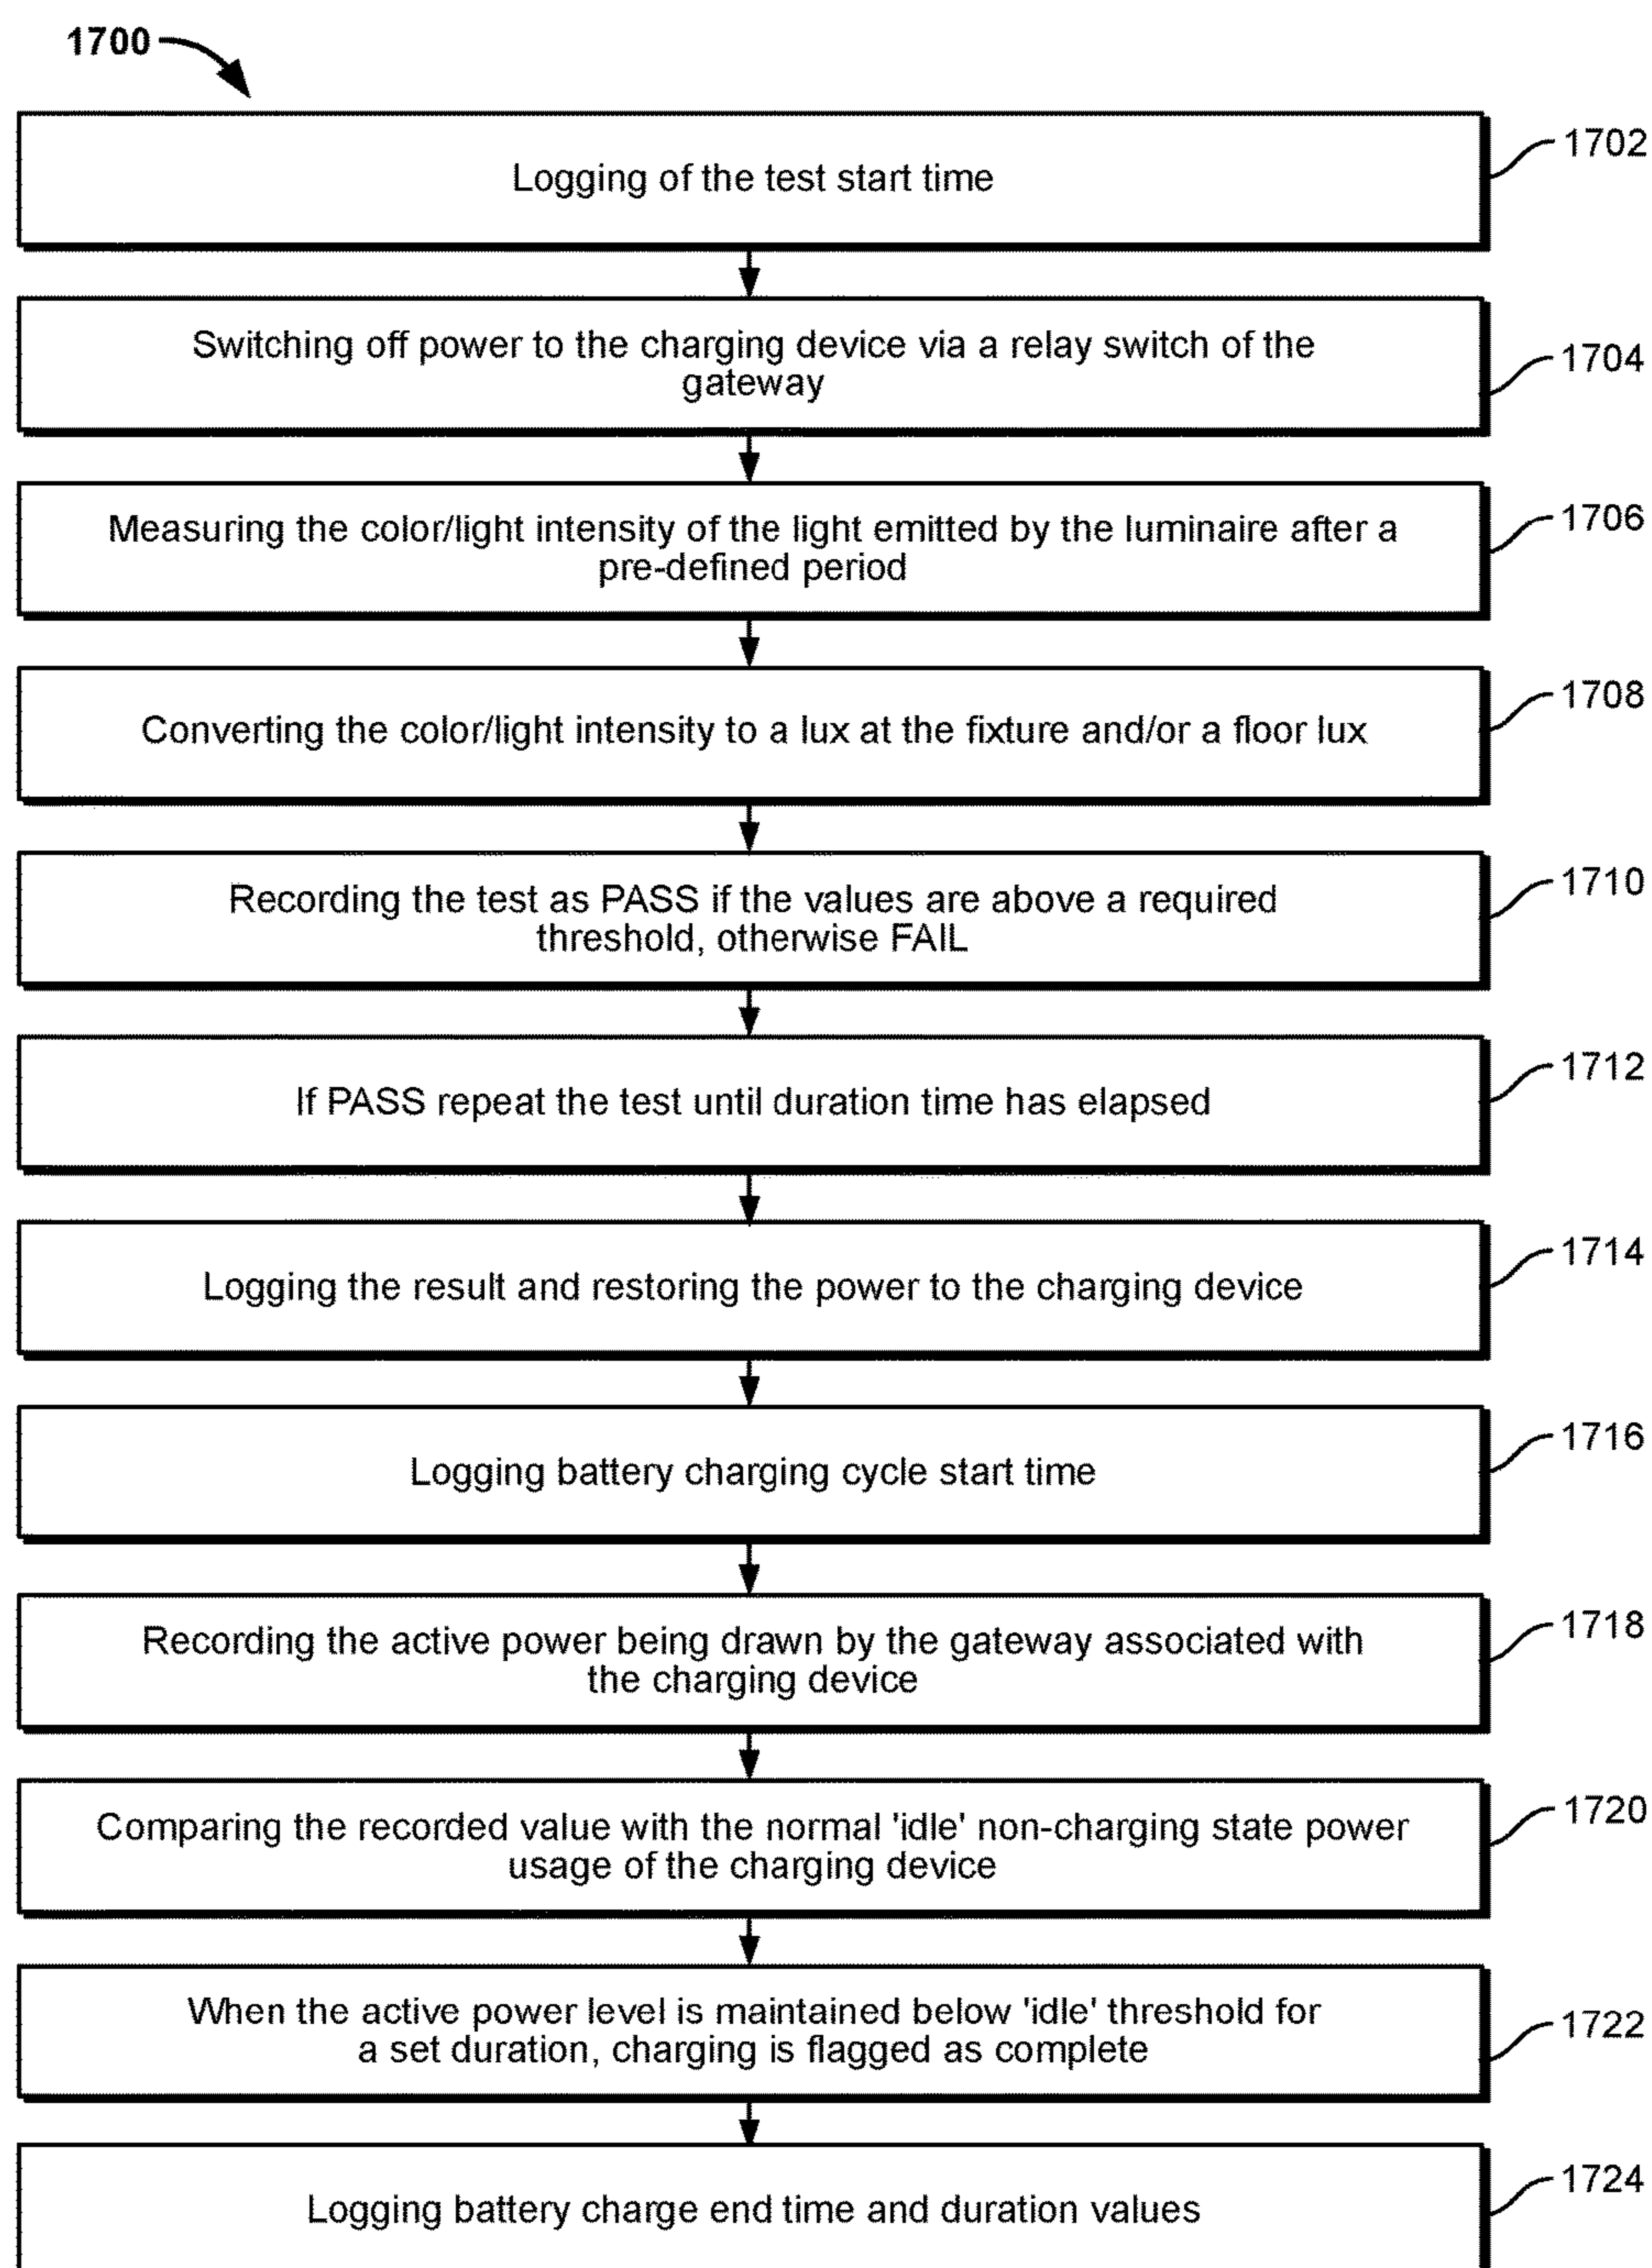 1700
Logging of the test start time
1702
Switching off power to the charging device via a relay switch of the
gateway
1704
Measuring the color/light intensity of the light emitted by the luminaire after a
pre-defined period
1706
Converting the color/light intensity to a lux at the fixture and/or a floor lux
1708
Recording the test as PASS if the values are above a required
threshold, otherwise FAIL
1710
If PASS repeat the test until duration time has elapsed
1712
Logging the result and restoring the power to the charging device
1714
Logging battery charging cycle start time
1716
Recording the active power being drawn by the gateway associated with
the charging device
1718
Comparing the recorded value with the normal 'idle' non-charging state power
usage of the charging device
1720
When the active power level is maintained below 'idle' threshold for
a set duration, charging is flagged as complete
1722
Logging battery charge end time and duration values
1724